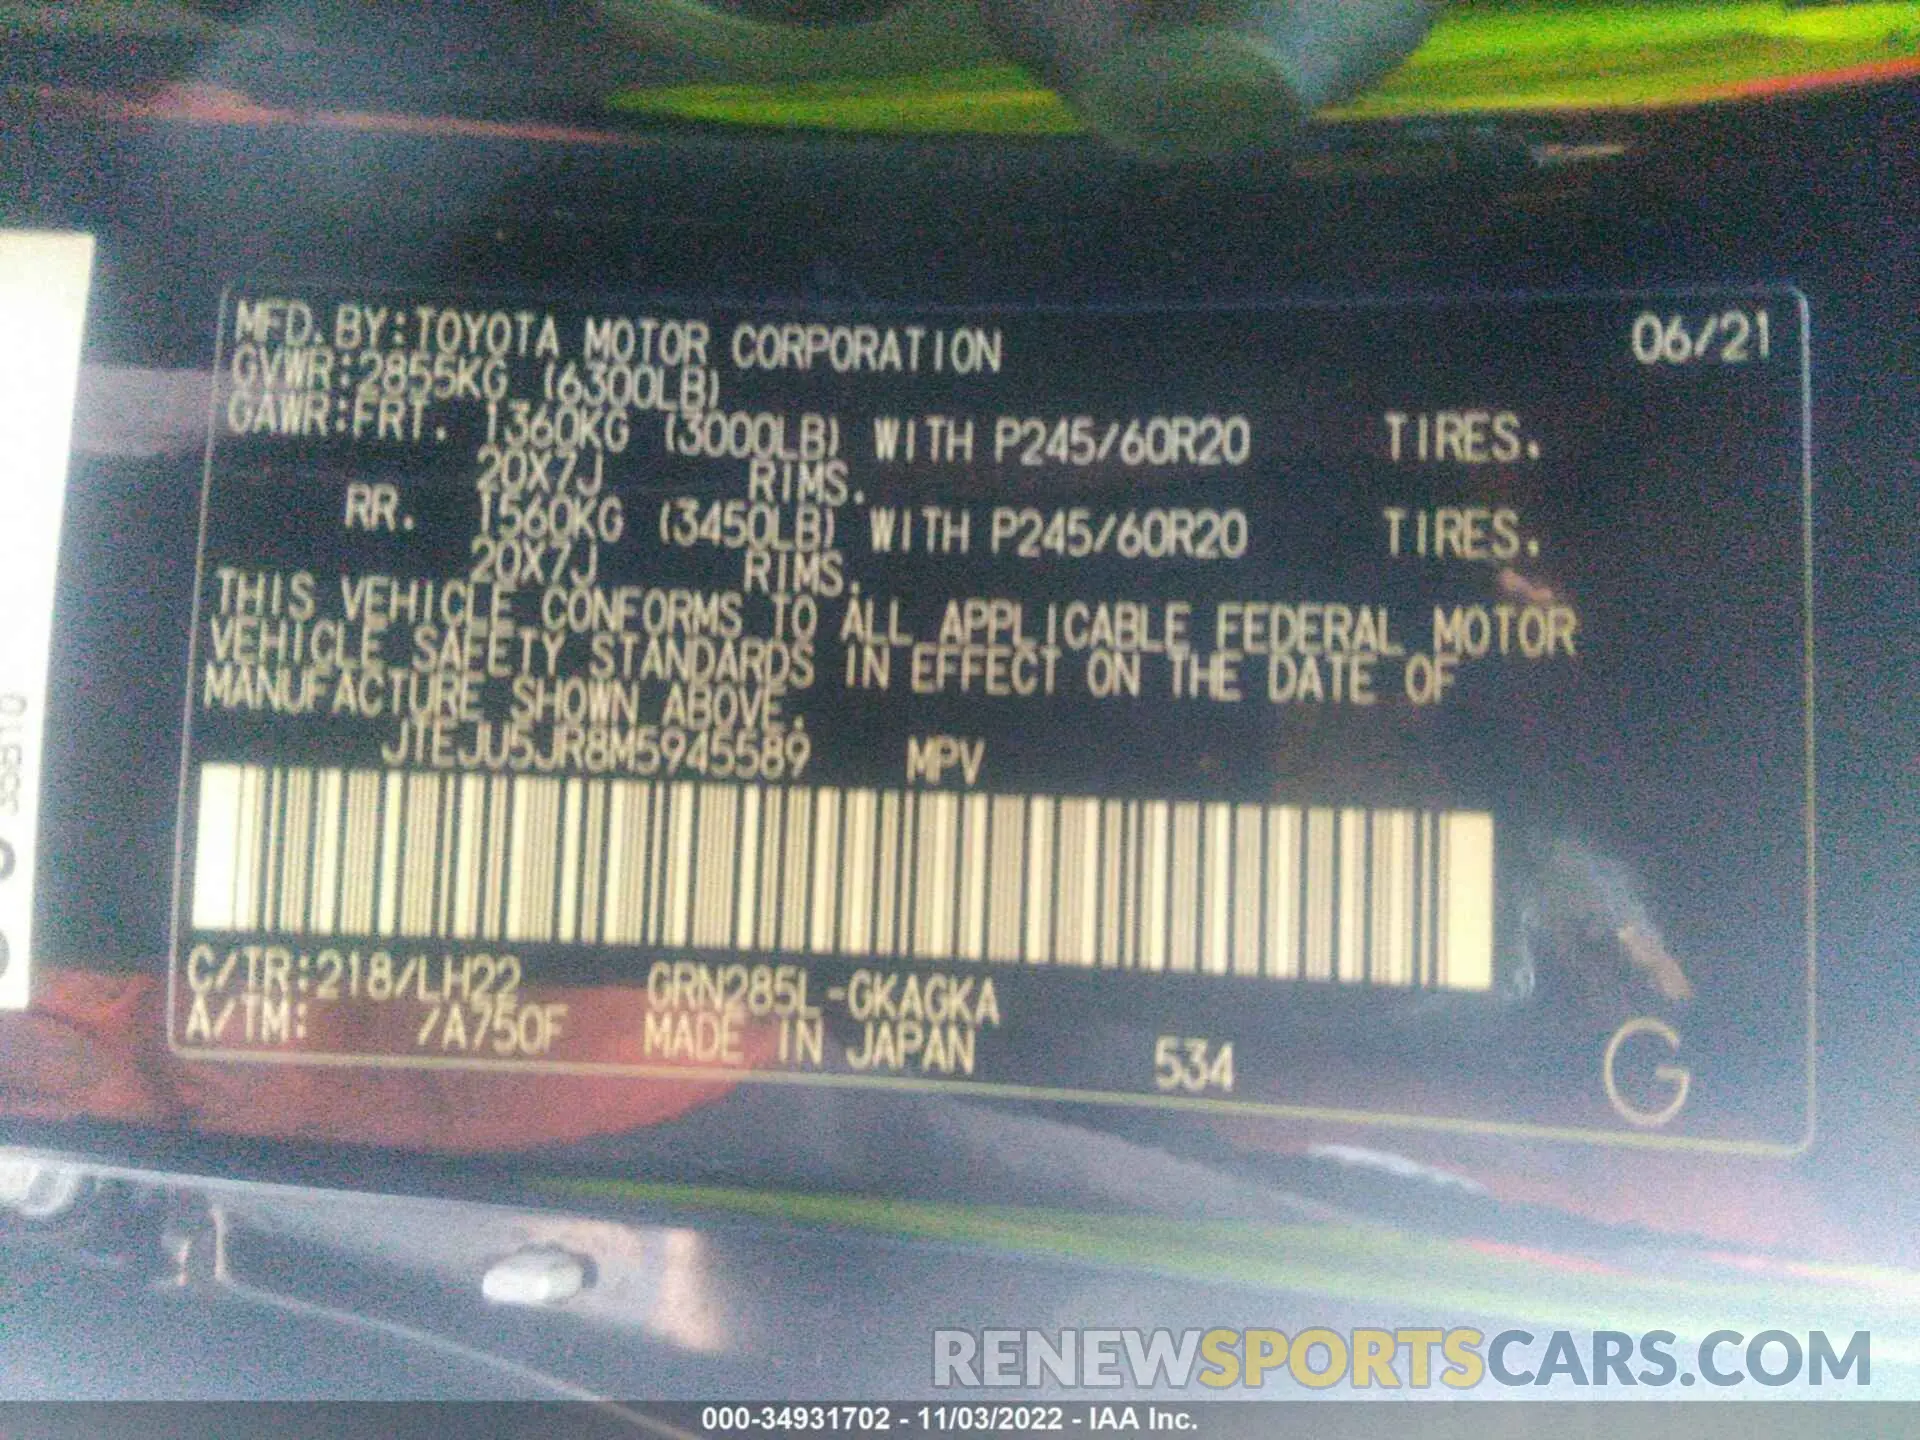 MFD.BY:TOYOTA MOTOR CORPORATION 06/21
GVWR:2855KG (6300LB)
GAWR:FRT. 1360KG (3000LB) WITH P245/60R20 TIRES.
20X7J RIMS.
RR. 1560KG (3450LB) WITH P245/60R20 TIRES.
20X7J RIMS.
THIS VEHICLE CONFORMS TO ALL APPLICABLE FEDERAL MOTOR
VEHICLE SAFETY STANDARDS IN EFFECT ON THE DATE OF
MANUFACTURE SHOWN ABOVE.
JTEJU5JR8M5945589 MPV
C/TR:218/LH22 GRN285L-GKAGKA
A/TM: /A750F MADE IN JAPAN 534 G
RENEWSPORTSCARS.COM
000-34931702 - 11/03/2022 - IAA Inc.